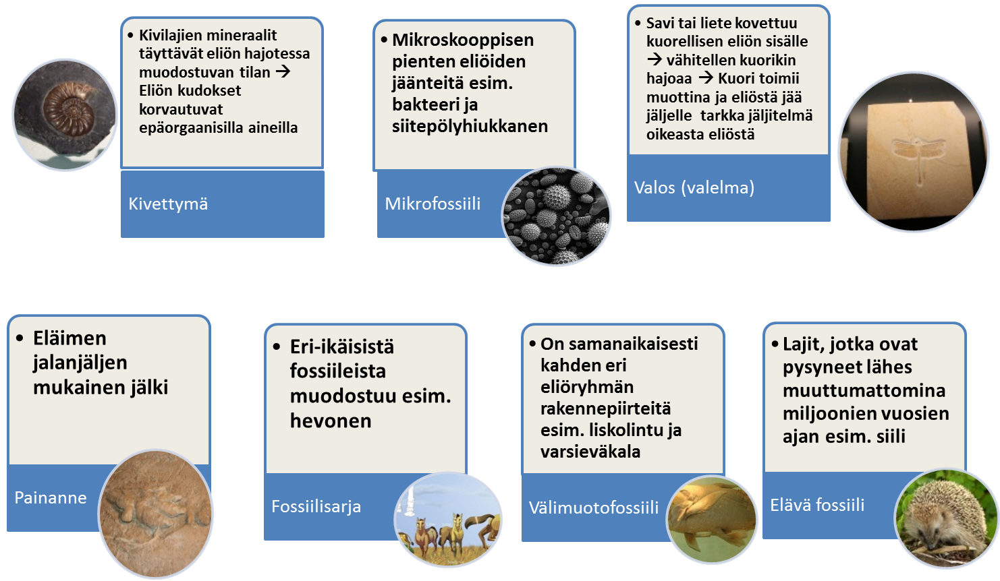 • Kivilajien mineraalit
täyttävät eliön hajotessa
muodostuvan tilan →
Eliön kudokset
korvautuvat
epäorgaanisilla aineilla
Kivettymä
• Mikroskooppisen
pienten eliöiden
jäänteitä esim.
bakteeri ja
siitepölyhiukkanen
Mikrofossiili
• Savi tai liete kovettuu
kuorellisen eliön sisälle
→ vähitellen kuorikin
hajoaa → Kuori toimii
muottina ja eliöstä jää
jäljelle tarkka jäljitelmä
oikeasta eliöstä
Valos (valelma)
• Eläimen
jalanjäljen
mukainen jälki
Painanne
• Eri-ikäisistä
fossiileista
muodostuu esim.
hevonen
Fossiilisarja
• On samanaikaisesti
kahden eri
eliöryhmän
rakennepiirteitä
esim. liskolintu ja
varsieväkala
Välimuotofossiili
• Lajit, jotka ovat
pysyneet lähes
muuttumattomina
miljoonien vuosien
ajan esim. siili
Elävä fossiili